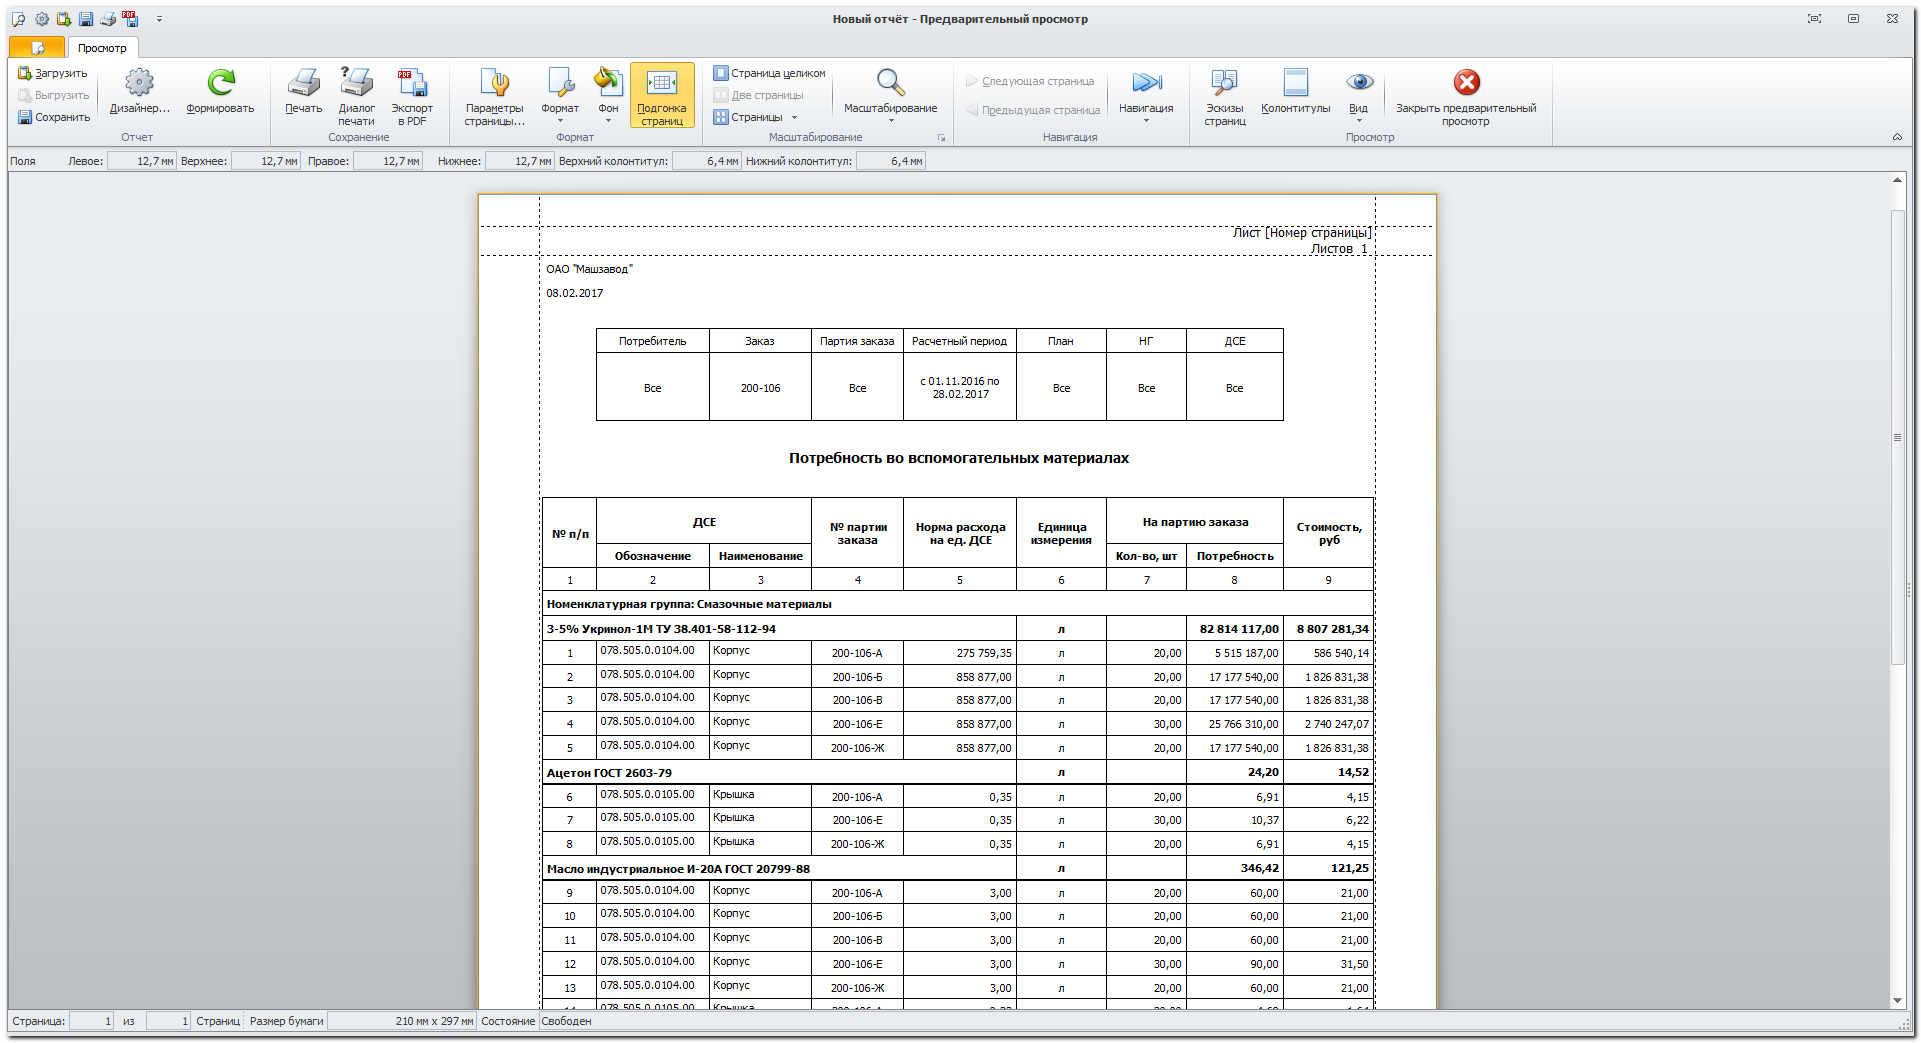 Новый отчёт - Предварительный просмотр
Просмотр
Загрузить
Выгрузить
Сохранить
Дизайнер...
Формировать
Отчет
Печать
Диалог печати
Экспорт в PDF
Сохранение
Параметры страницы...
Формат
Фон
Подгонка страниц
Формат
Страница целиком
Две страницы
Страницы
Масштабирование
Масштабирование
Следующая страница
Предыдущая страница
Навигация
Навигация
Эскизы страниц
Колонтитулы
Вид
Закрыть предварительный просмотр
Просмотр
Поля Левое: 12,7 мм Верхнее: 12,7 мм Правое: 12,7 мм Нижнее: 12,7 мм Верхний колонтитул: 6,4 мм Нижний колонтитул: 6,4 мм
Лист [Номер страницы]
Листов 1
ОАО "Машзавод"
08.02.2017
Потребитель Заказ Партия заказа Расчетный период План НГ ДСЕ
Все 200-106 Все с 01.11.2016 по 28.02.2017 Все Все Все
Потребность во вспомогательных материалах
№ п/п ДСЕ № партии заказа Норма расхода на ед. ДСЕ Единица измерения На партию заказа Стоимость, руб
Обозначение Наименование Кол-во, шт Потребность
1 2 3 4 5 6 7 8 9
Номенклатурная группа: Смазочные материалы
3-5% Укринол-1М ТУ 38.401-58-112-94 л 82 814 117,00 8 807 281,34
1 078.505.0.0104.00 Корпус 200-106-А 275 759,35 л 20,00 5 515 187,00 586 540,14
2 078.505.0.0104.00 Корпус 200-106-Б 858 877,00 л 20,00 17 177 540,00 1 826 831,38
3 078.505.0.0104.00 Корпус 200-106-В 858 877,00 л 20,00 17 177 540,00 1 826 831,38
4 078.505.0.0104.00 Корпус 200-106-Е 858 877,00 л 30,00 25 766 310,00 2 740 247,07
5 078.505.0.0104.00 Корпус 200-106-Ж 858 877,00 л 20,00 17 177 540,00 1 826 831,38
Ацетон ГОСТ 2603-79 л 24,20 14,52
6 078.505.0.0105.00 Крышка 200-106-А 0,35 л 20,00 6,91 4,15
7 078.505.0.0105.00 Крышка 200-106-Е 0,35 л 30,00 10,37 6,22
8 078.505.0.0105.00 Крышка 200-106-Ж 0,35 л 20,00 6,91 4,15
Масло индустриальное И-20А ГОСТ 20799-88 л 346,42 121,25
9 078.505.0.0104.00 Корпус 200-106-А 3,00 л 20,00 60,00 21,00
10 078.505.0.0104.00 Корпус 200-106-Б 3,00 л 20,00 60,00 21,00
11 078.505.0.0104.00 Корпус 200-106-В 3,00 л 20,00 60,00 21,00
12 078.505.0.0104.00 Корпус 200-106-Е 3,00 л 30,00 90,00 31,50
13 078.505.0.0104.00 Корпус 200-106-Ж 3,00 л 20,00 60,00 21,00
078.505.0.0105.00 Крышка
Страница: 1 из 1 Страниц Размер бумаги 210 мм x 297 мм Состояние Свободен